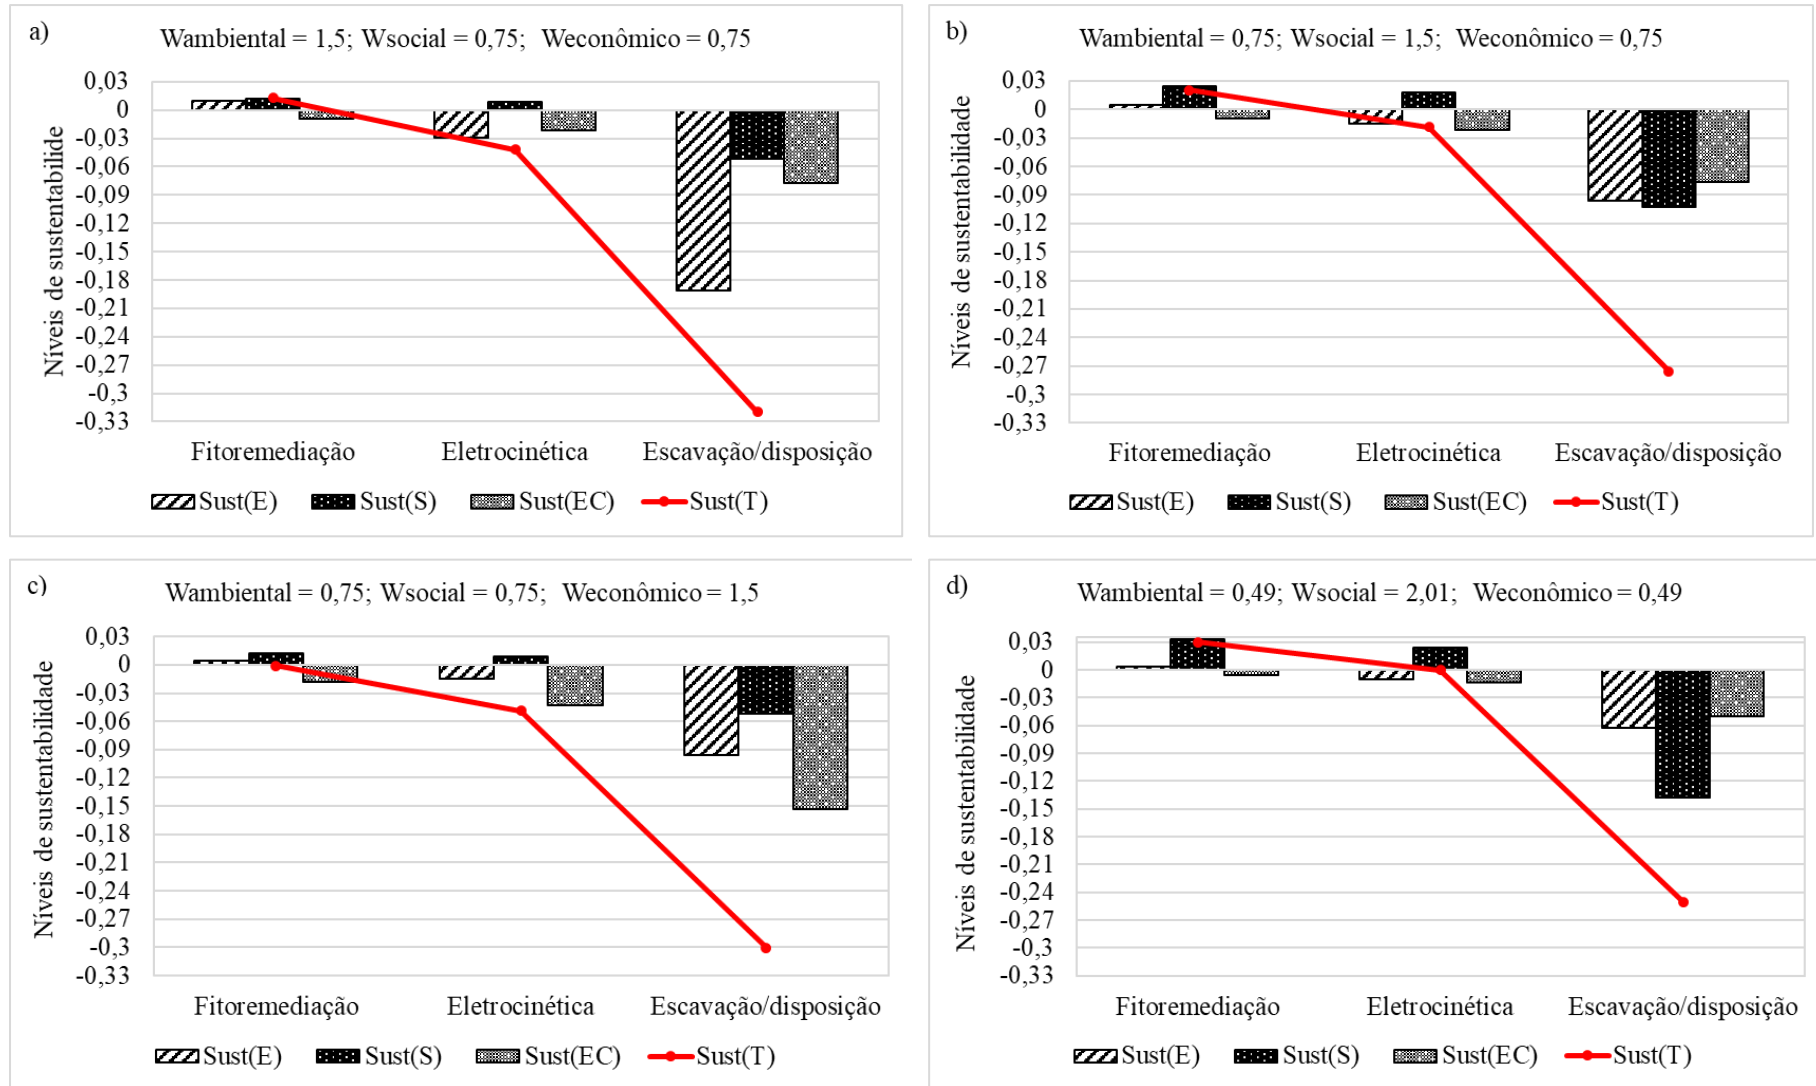 a)
Wambiental = 1,5; Wsocial = 0,75; Weconômico = 0,75
Níveis de sustentabilide
0,03
0
-0,03
-0,06
-0,09
-0,12
-0,15
-0,18
-0,21
-0,24
-0,27
-0,3
-0,33
Fitoremediação Eletrocinética Escavação/disposição
Sust(E) Sust(S) Sust(EC) Sust(T)
b)
Wambiental = 0,75; Wsocial = 1,5; Weconômico = 0,75
Níveis de sustentabilidade
0,03
0
-0,03
-0,06
-0,09
-0,12
-0,15
-0,18
-0,21
-0,24
-0,27
-0,3
-0,33
Fitoremediação Eletrocinética Escavação/disposição
Sust(E) Sust(S) Sust(EC) Sust(T)
c)
Wambiental = 0,75; Wsocial = 0,75; Weconômico = 1,5
Níveis de sustentabilidade
0,03
0
-0,03
-0,06
-0,09
-0,12
-0,15
-0,18
-0,21
-0,24
-0,27
-0,3
-0,33
Fitoremediação Eletrocinética Escavação/disposição
Sust(E) Sust(S) Sust(EC) Sust(T)
d)
Wambiental = 0,49; Wsocial = 2,01; Weconômico = 0,49
Níveis de sustentabilidade
0,03
0
-0,03
-0,06
-0,09
-0,12
-0,15
-0,18
-0,21
-0,24
-0,27
-0,3
-0,33
Fitoremediação Eletrocinética Escavação/disposição
Sust(E) Sust(S) Sust(EC) Sust(T)